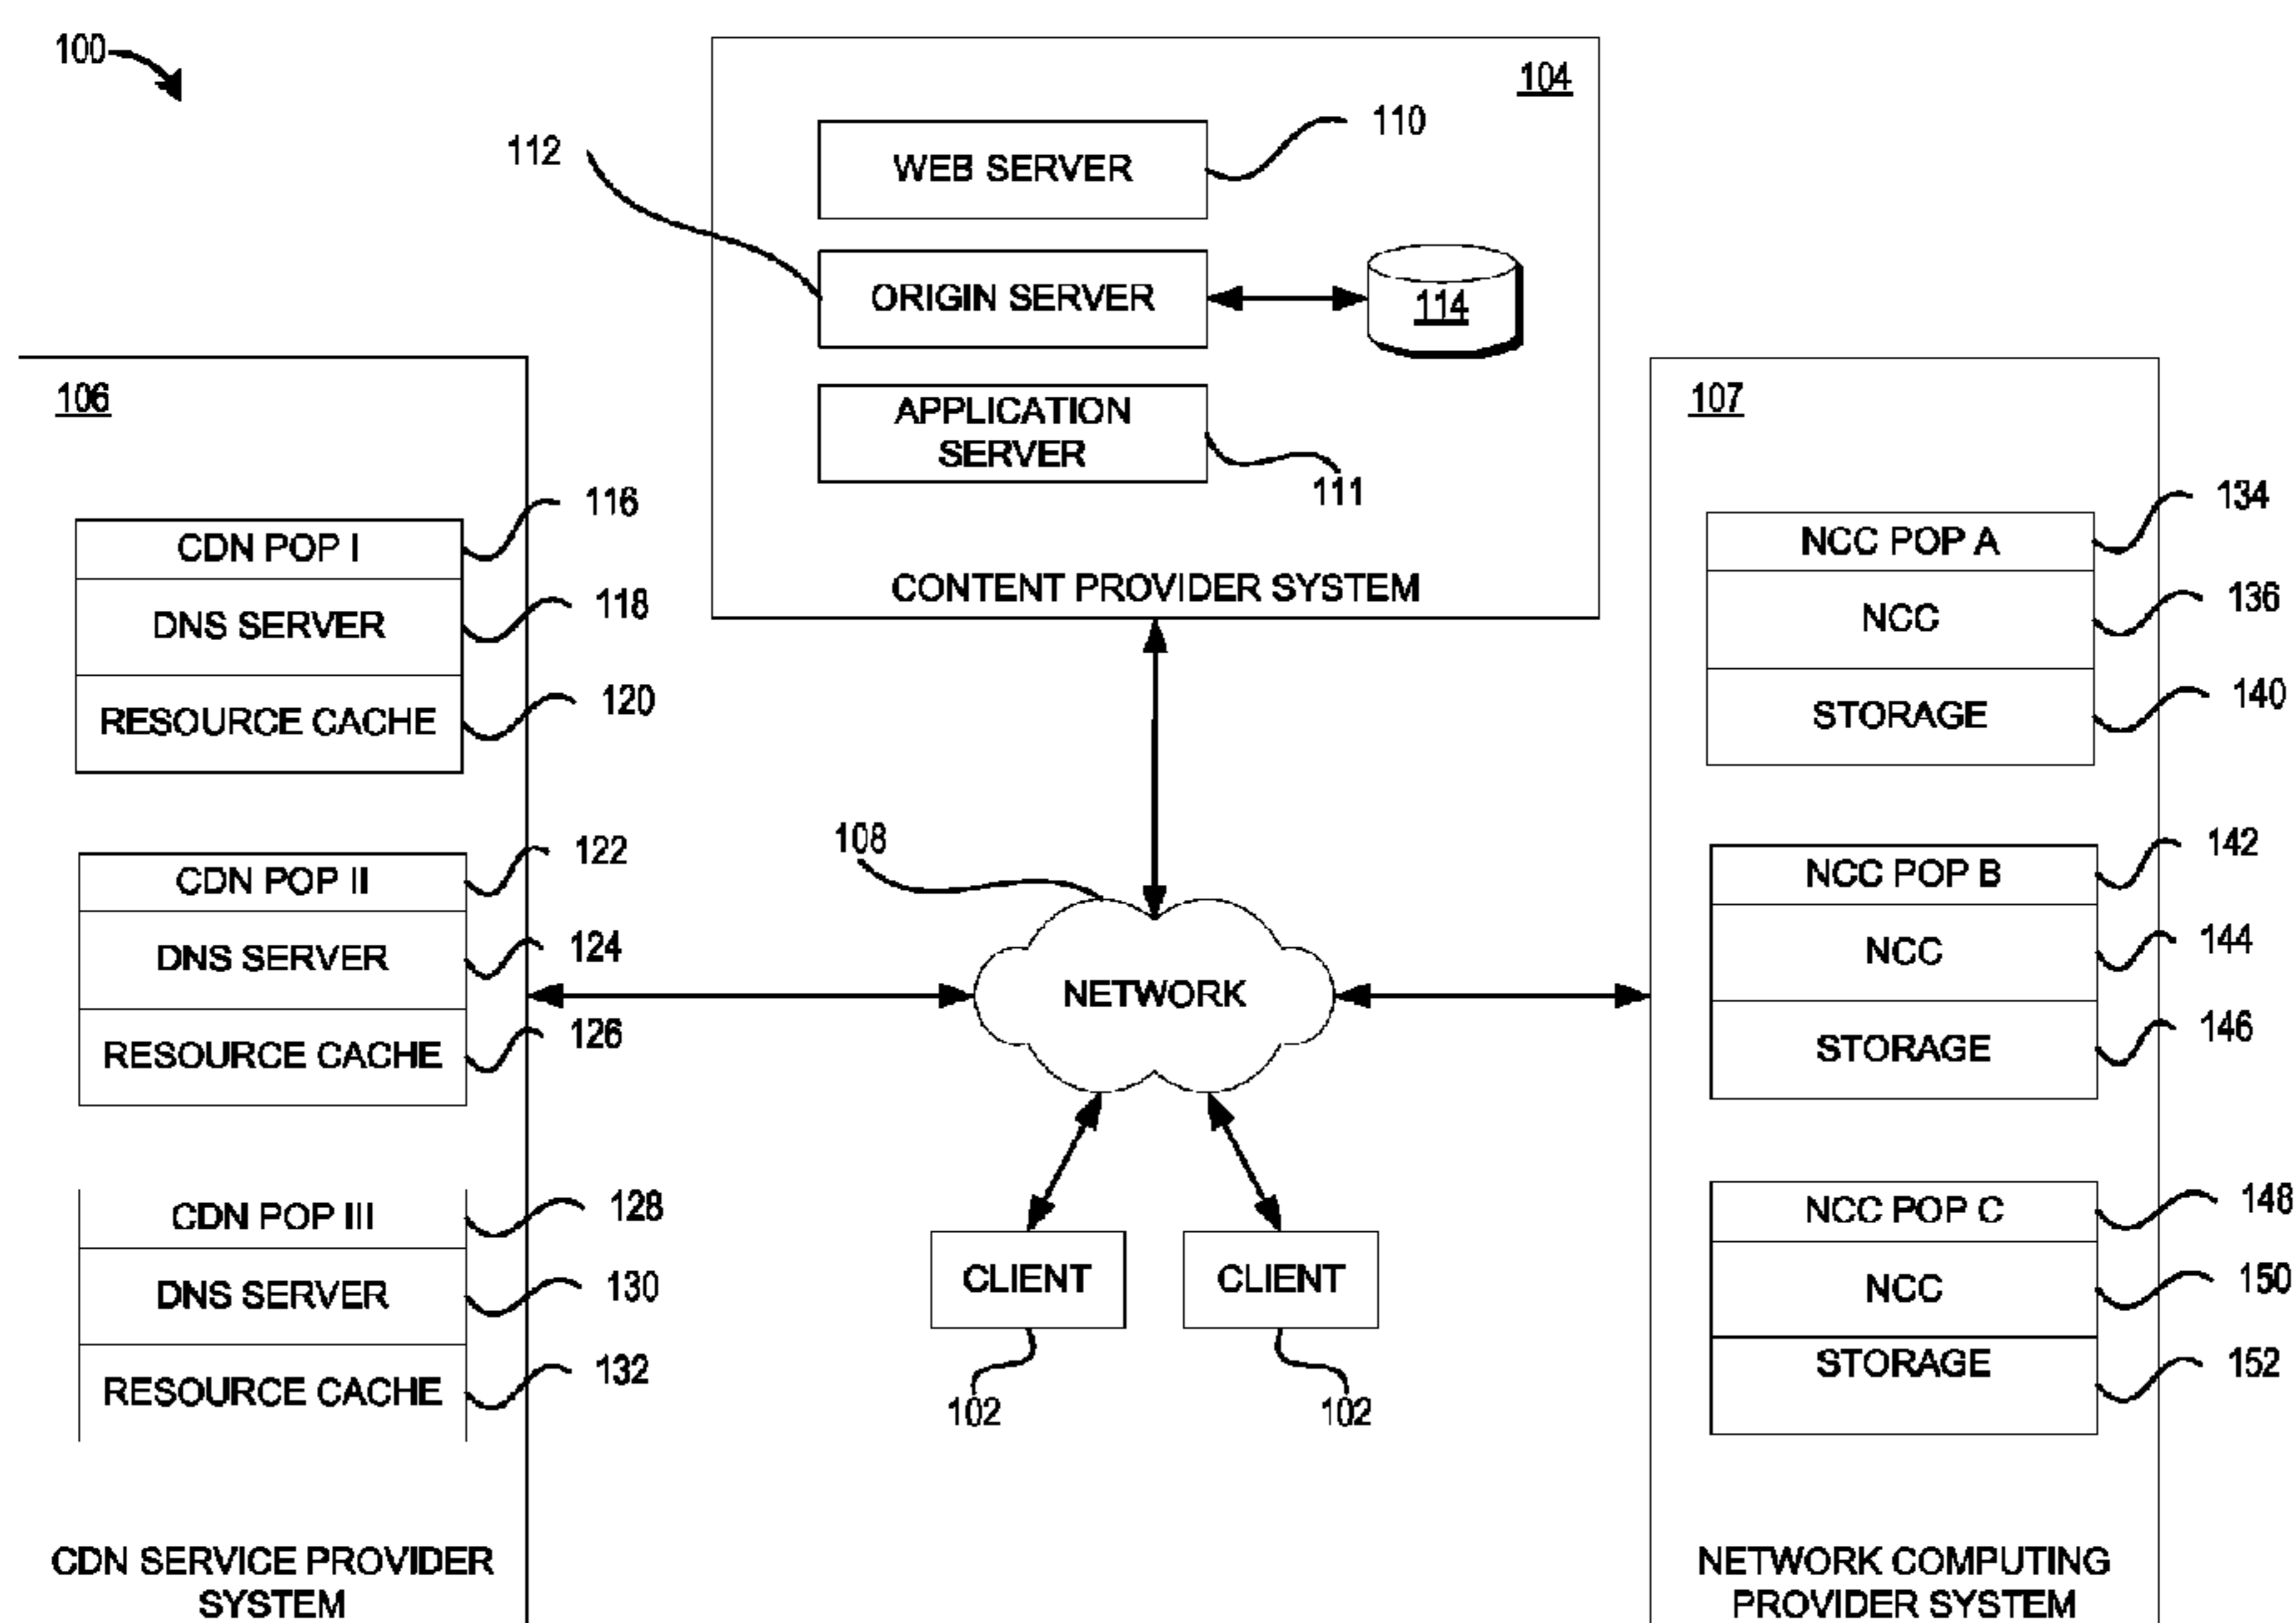 100
104
WEB SERVER
110
112
ORIGIN SERVER
114
APPLICATION
SERVER
111
CONTENT PROVIDER SYSTEM
106
CDN POP I
116
DNS SERVER
118
RESOURCE CACHE
120
CDN POP II
122
DNS SERVER
124
RESOURCE CACHE
126
CDN POP III
128
DNS SERVER
130
RESOURCE CACHE
132
CDN SERVICE PROVIDER
SYSTEM
108
NETWORK
CLIENT
CLIENT
102
102
107
NCC POP A
134
NCC
136
STORAGE
140
NCC POP B
142
NCC
144
STORAGE
146
NCC POP C
148
NCC
150
STORAGE
152
NETWORK COMPUTING
PROVIDER SYSTEM